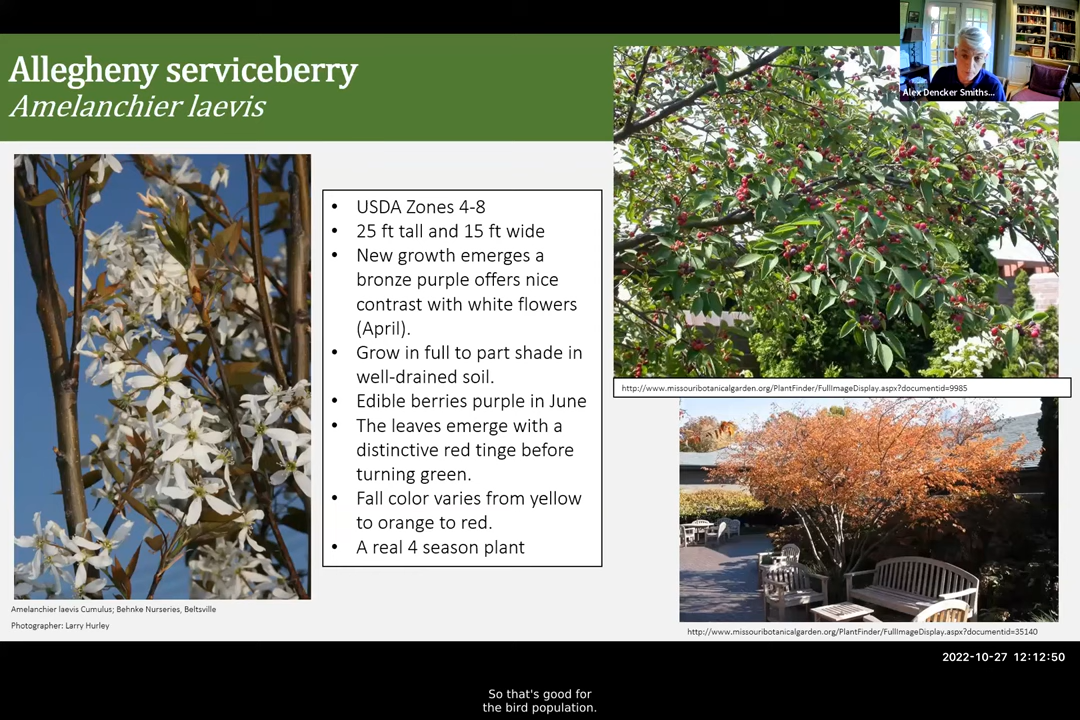 Allegheny serviceberry
Amelanchier laevis
Alex Dencker Smiths...
• USDA Zones 4-8
• 25 ft tall and 15 ft wide
• New growth emerges a
bronze purple offers nice
contrast with white flowers
(April).
• Grow in full to part shade in
well-drained soil.
• Edible berries purple in June
• The leaves emerge with a
distinctive red tinge before
turning green.
• Fall color varies from yellow
to orange to red.
• A real 4 season plant
http://www.missouribotanicalgarden.org/PlantFinder/FullImageDisplay.aspx?documentid=9985
Amelanchier laevis Cumulus; Behnke Nurseries, Beltsville
Photographer: Larry Hurley
http://www.missouribotanicalgarden.org/PlantFinder/FullImageDisplay.aspx?documentid=35140
2022-10-27 12:12:50
So that's good for
the bird population.